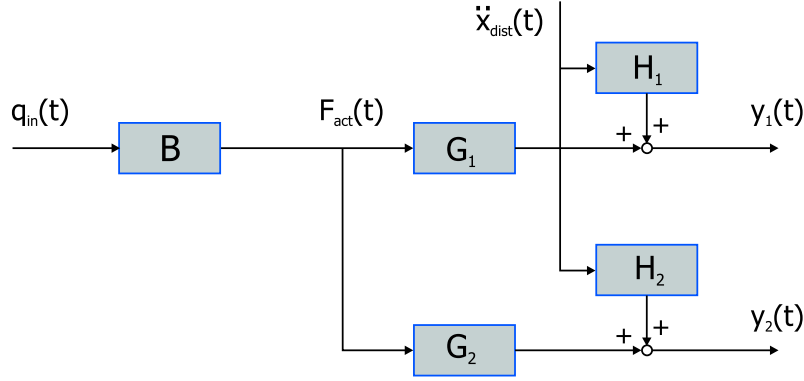 ẍdist(t)
H1
qin(t)
Fact(t)
y1(t)
B
G1
+
+
H2
y2(t)
G2
+
+